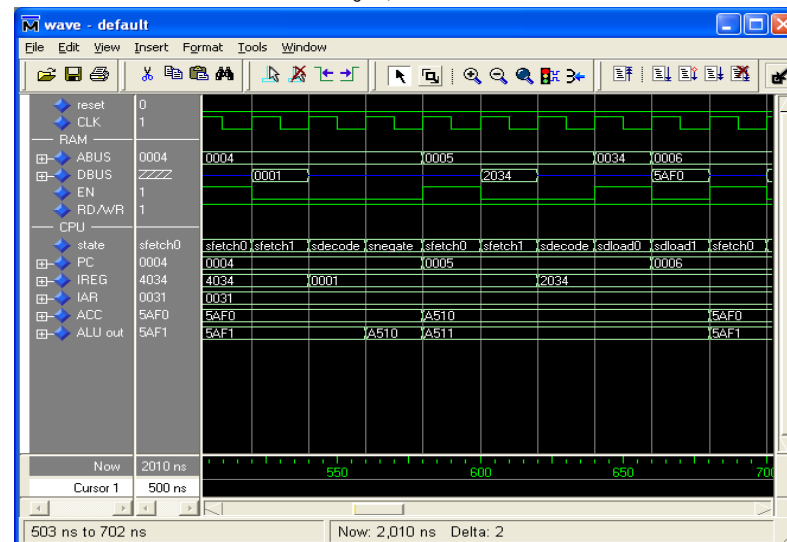 wave - default
File Edit View Insert Format Tools Window
reset 0
CLK 1
RAM
ABUS 0004 0004 0005 0034 0006
DBUS ZZZZ 0001 2034 5AF0
EN 1
RD/WR 1
CPU
state sfetch0 sfetch0 sfetch1 sdecode snegate sfetch0 sfetch1 sdecode sdload0 sdload1 sfetch0
PC 0004 0004 0005 0006
IREG 4034 4034 0001 2034
IAR 0031 0031
ACC 5AF0 5AF0 A510 5AF0
ALU out 5AF1 5AF1 A510 A511 5AF1
Now 2010 ns 550 600 650 700
Cursor 1 500 ns
503 ns to 702 ns Now: 2,010 ns Delta: 2